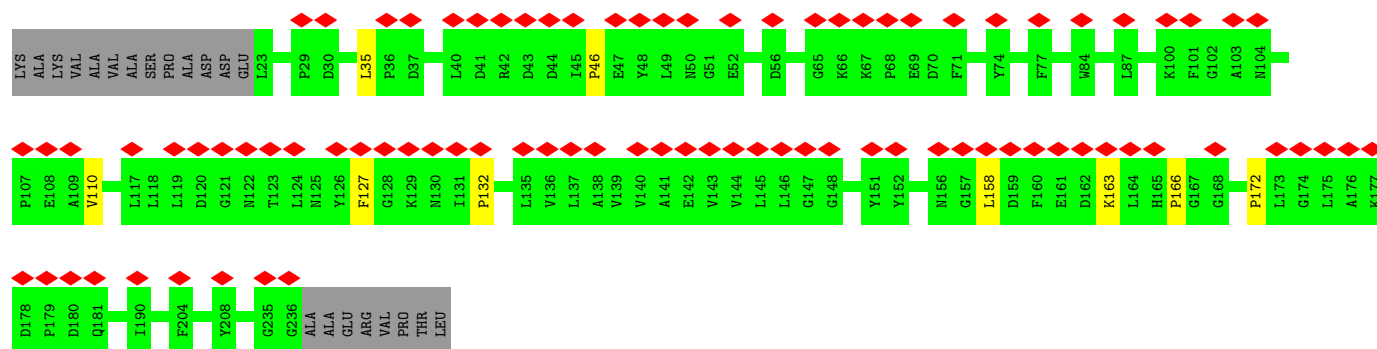 LYS ALA LYS VAL ALA VAL ALA SER PRO ALA ASP ASP GLU L23 P29 D30 L35 P36 D37 L40 D41 R42 D43 D44 I45 P46 E47 Y48 L49 N50 G51 E52 D56 G65 K66 K67 P68 E69 D70 F71 Y74 F77 W84 L87 K100 F101 G102 A103 N104
P107 E108 A109 V110 L117 L118 L119 D120 G121 N122 T123 L124 N125 Y126 F127 G128 K129 N130 I131 P132 L135 V136 L137 A138 V139 V140 A141 E142 V143 V144 L145 L146 G147 G148 Y151 Y152 N156 G157 L158 D159 F160 E161 D162 K163 L164 H165 P166 G167 G168 P172 L173 G174 L175 A176 K177
D178 P179 D180 Q181 I190 F204 Y208 G235 G236 ALA ALA GLU ARG VAL PRO THR LEU